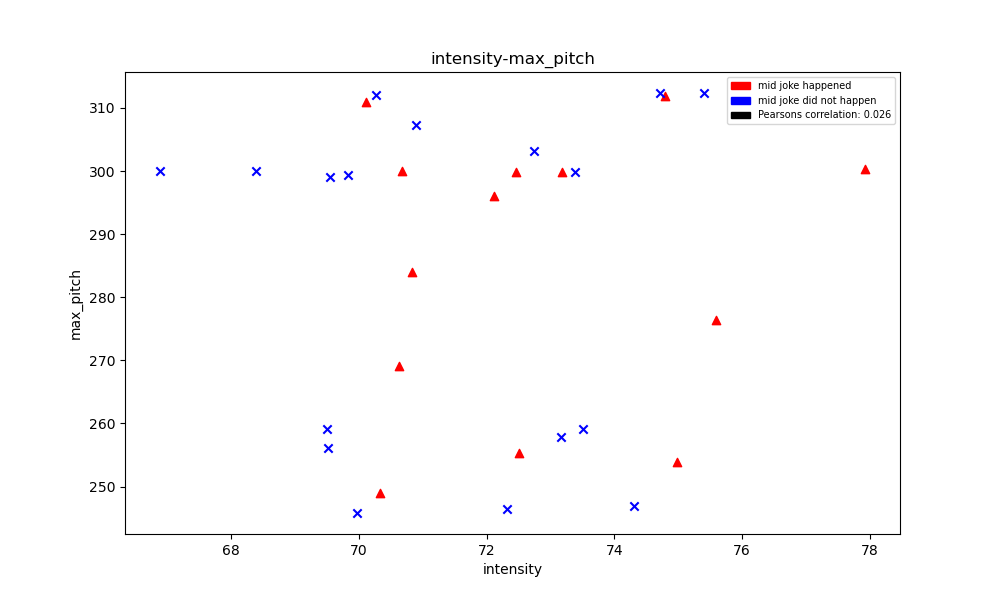 intensity-max_pitch
mid joke happened
mid joke did not happen
Pearsons correlation: 0.026
max_pitch
310
300
290
280
270
260
250
68 70 72 74 76 78
intensity